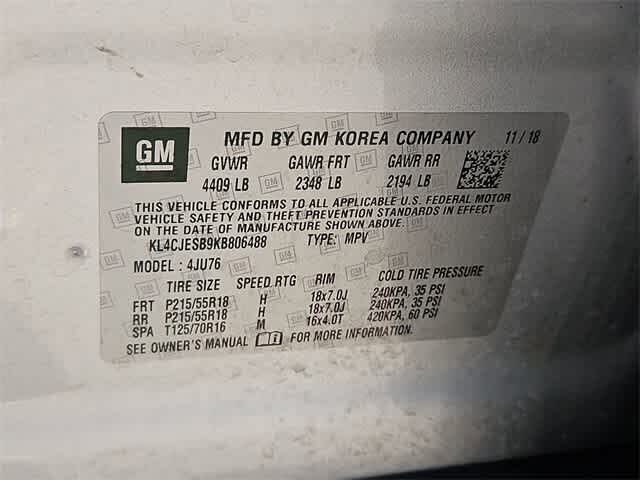 GM MFD BY GM KOREA COMPANY 11/18
GVWR GAWR FRT GAWR RR
4409 LB 2348 LB 2194 LB
THIS VEHICLE CONFORMS TO ALL APPLICABLE U.S. FEDERAL MOTOR
VEHICLE SAFETY AND THEFT PREVENTION STANDARDS IN EFFECT
ON THE DATE OF MANUFACTURE SHOWN ABOVE.
KL4CJESB9KB806488 TYPE: MPV
MODEL : 4JU76
TIRE SIZE SPEED RTG RIM COLD TIRE PRESSURE
FRT P215/55R18 H 18x7.0J 240KPA, 35 PSI
RR P215/55R18 H 18x7.0J 240KPA, 35 PSI
SPA T125/70R16 M 16x4.0T 420KPA, 60 PSI
SEE OWNER'S MANUAL FOR MORE INFORMATION.